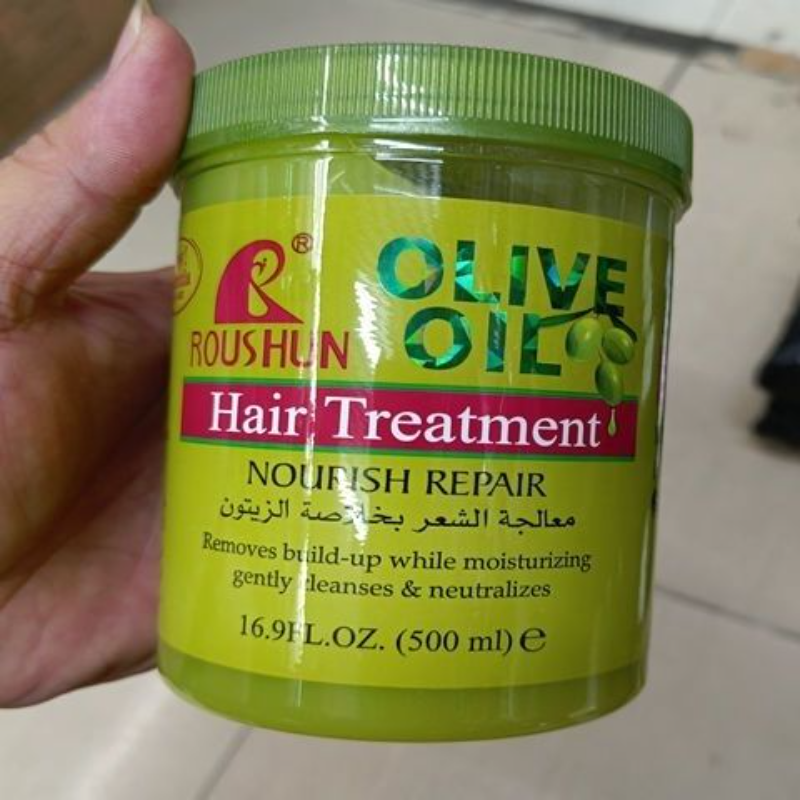 ROUSHUN®
OLIVE
OIL
Hair Treatment
NOURISH REPAIR
معالجة الشعر بخلاصة الزيتون
Removes build-up while moisturizing
gently cleanses & neutralizes
16.9FL.OZ. (500 ml) e